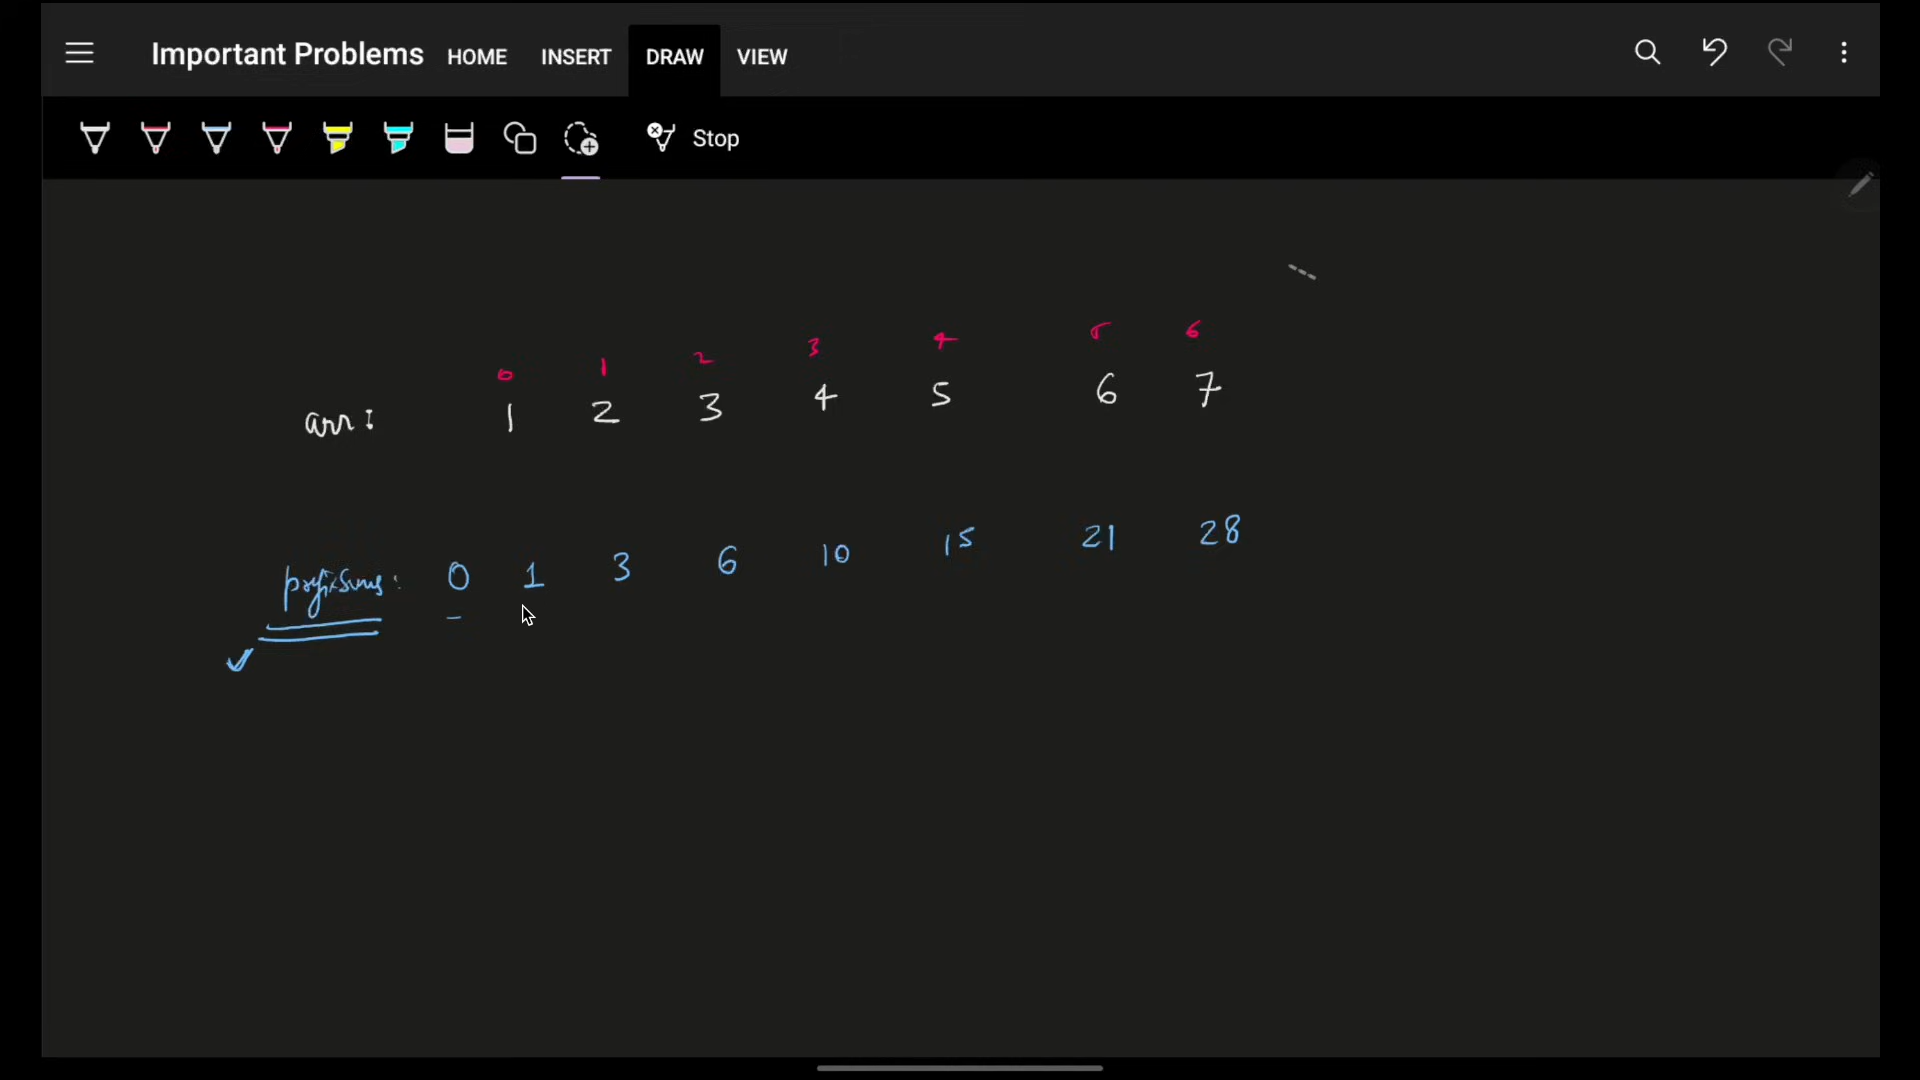 Important Problems HOME INSERT DRAW VIEW
Stop
0 1 2 3 4 5 6
arr: 1 2 3 4 5 6 7
prefixsums: 0 1 3 6 10 15 21 28